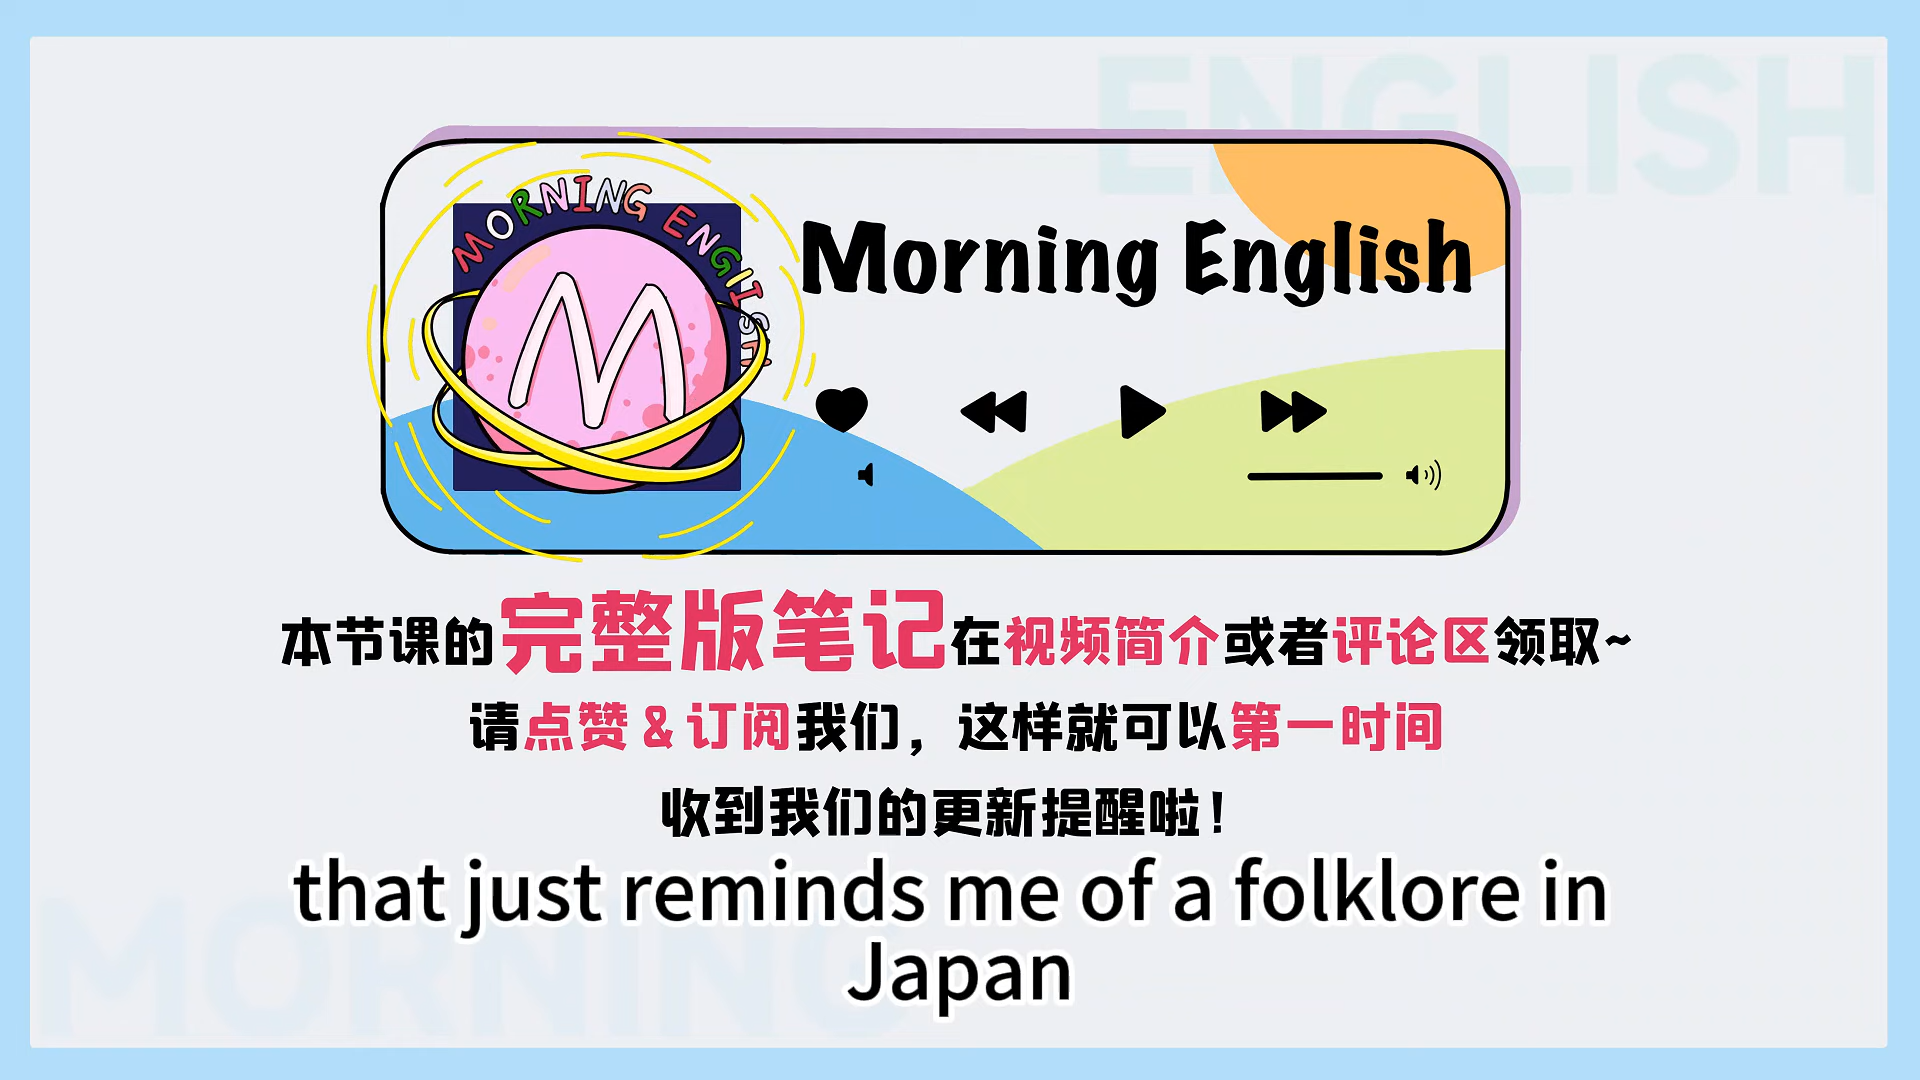 ENGLISH
MORNING ENGLISH
M
Morning English
本节课的完整版笔记在视频简介或者评论区领取~
请点赞&订阅我们，这样就可以第一时间
收到我们的更新提醒啦！
MORNING
that just reminds me of a folklore in
Japan